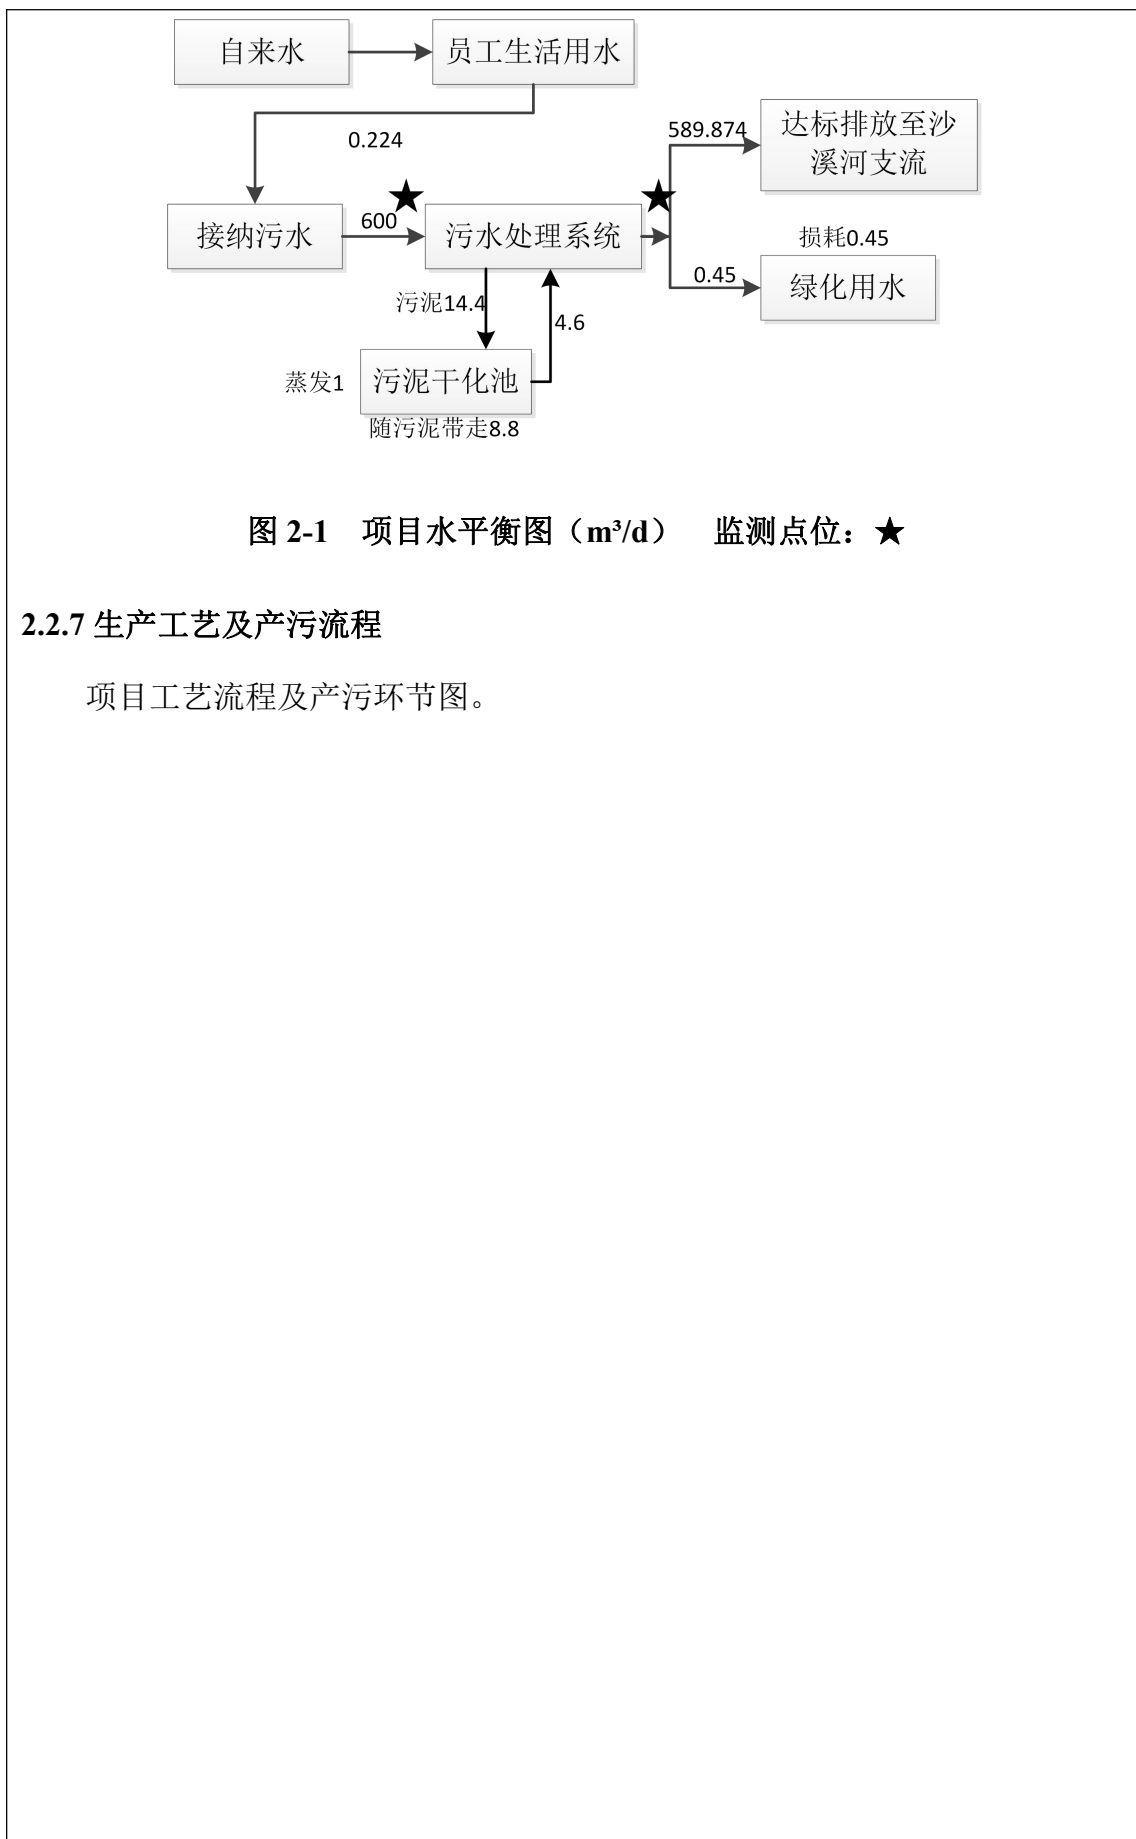 自来水
员工生活用水
0.224
589.874
达标排放至沙
溪河支流
接纳污水
600
★
污水处理系统
★
损耗0.45
0.45
绿化用水
污泥14.4
4.6
蒸发1
污泥干化池
随污泥带走8.8
图 2-1 项目水平衡图（m³/d） 监测点位：★
2.2.7 生产工艺及产污流程
项目工艺流程及产污环节图。